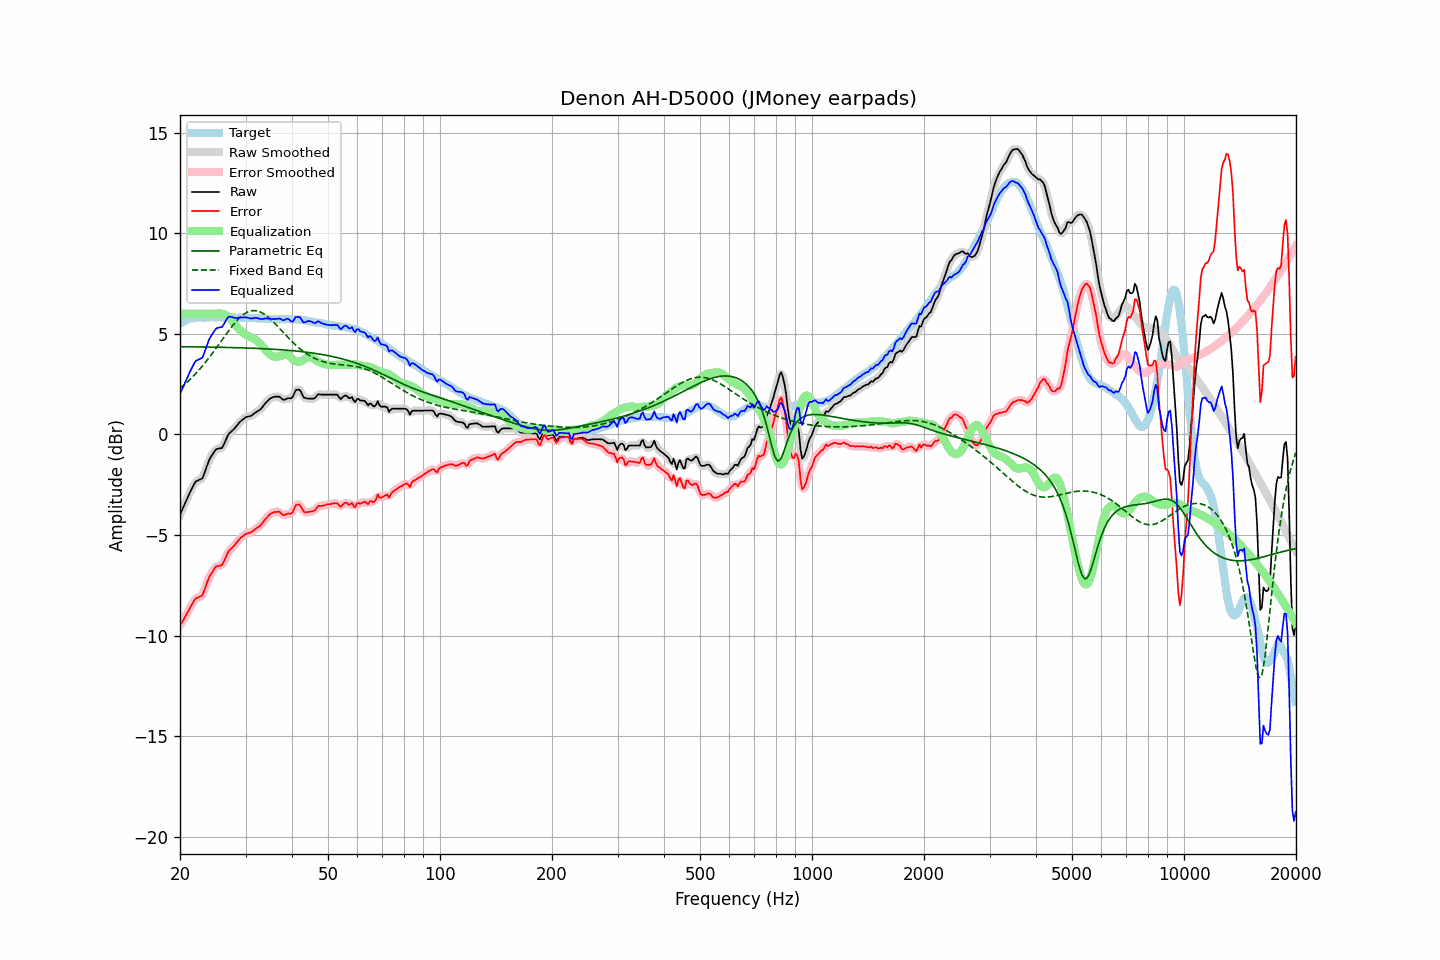 Denon AH-D5000 (JMoney earpads)
Target
Raw Smoothed
Error Smoothed
Raw
Error
Equalization
Parametric Eq
Fixed Band Eq
Equalized
15
10
5
0
−5
−10
−15
−20
Amplitude (dBr)
20
50
100
200
500
1000
2000
5000
10000
20000
Frequency (Hz)